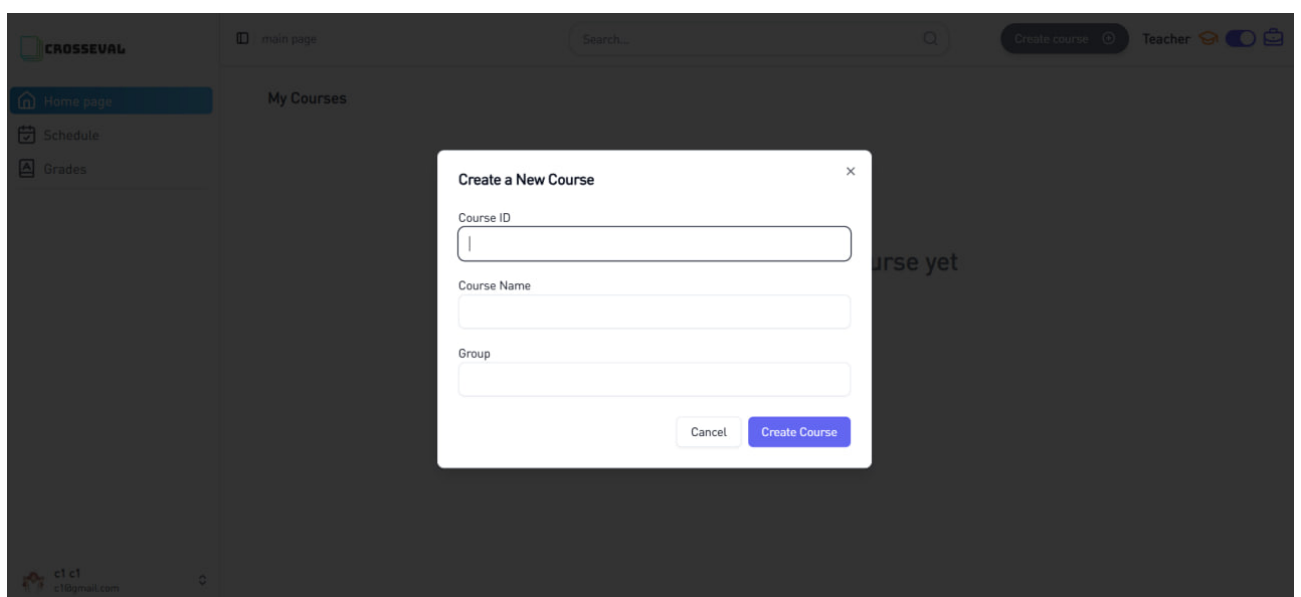 CROSSEVAL
main page
Search...
Create course
Teacher
Home page
Schedule
Grades
My Courses
Create a New Course
×
Course ID
urse yet
Course Name
Group
Cancel
Create Course
c1 c1
c1@gmail.com